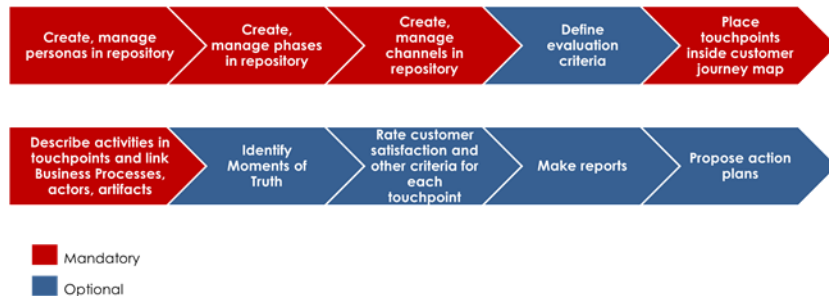 Create, manage
personas in repository
Create,
manage phases
in repository
Create,
manage
channels in
repository
Define
evaluation
criteria
Place
touchpoints
inside customer
journey map
Describe activities in
touchpoints and link
Business Processes,
actors, artifacts
Identify
Moments of
Truth
Rate customer
satisfaction and
other criteria for
each
touchpoint
Make reports
Propose action
plans
Mandatory
Optional